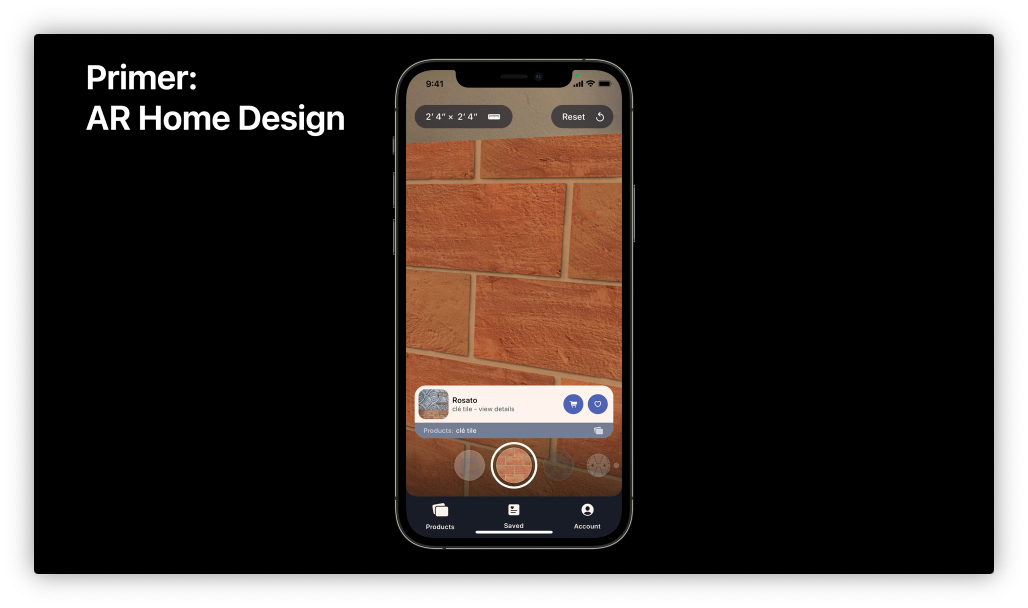 Primer:
AR Home Design
9:41
2' 4" × 2' 4"
Reset
Rosato
clé tile - view details
Products: clé tile
Products
Saved
Account